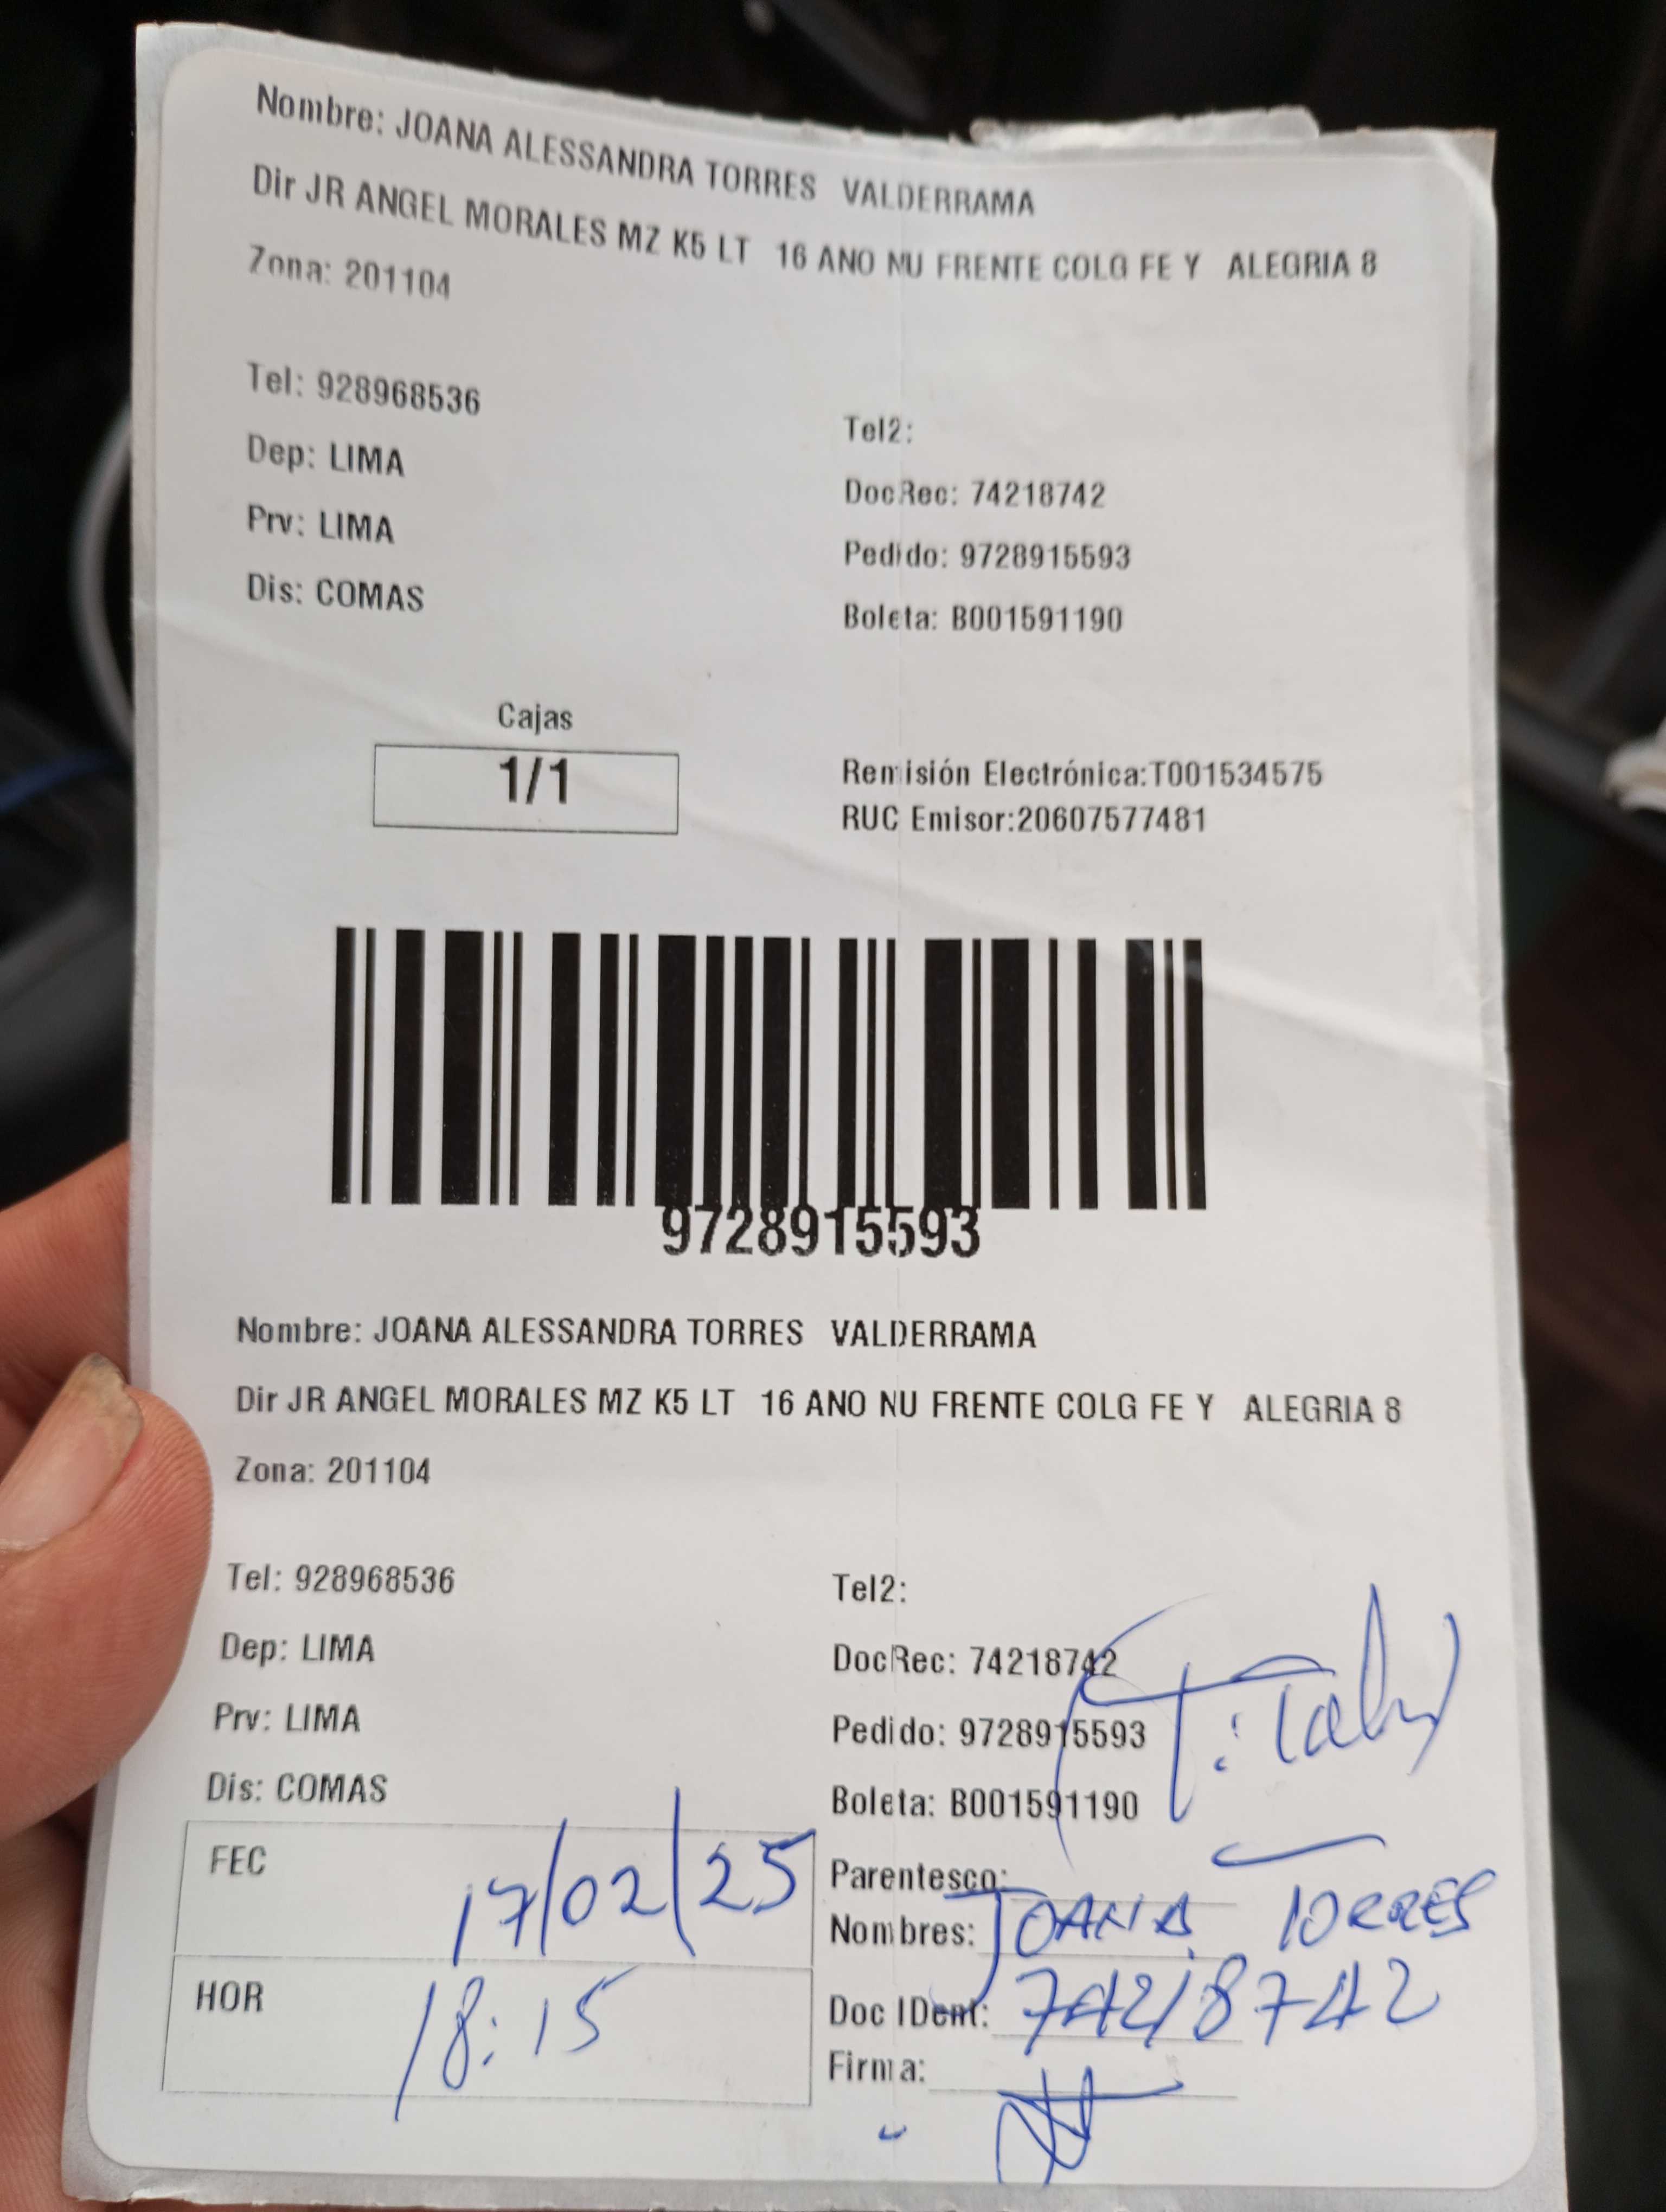 Nombre: JOANA ALESSANDRA TORRES VALDERRAMA
Dir JR ANGEL MORALES MZ K5 LT 16 ANO NU FRENTE COLG FE Y ALEGRIA 8
Zona: 201104
Tel: 928968536
Tel2:
Dep: LIMA
DocRec: 74218742
Prv: LIMA
Pedido: 9728915593
Dis: COMAS
Boleta: B001591190
Cajas
1/1
Remisión Electrónica:T001534575
RUC Emisor:20607577481
9728915593
Nombre: JOANA ALESSANDRA TORRES VALDERRAMA
Dir JR ANGEL MORALES MZ K5 LT 16 ANO NU FRENTE COLG FE Y ALEGRIA 8
Zona: 201104
Tel: 928968536
Tel2:
Dep: LIMA
DocRec: 74218742
Prv: LIMA
Pedido: 9728915593
Dis: COMAS
Boleta: B001591190
FEC 17/02/25
Parentesco:
Nombres: JOANA TORRES
HOR 18:15
Doc IDent: 74218742
Firma: